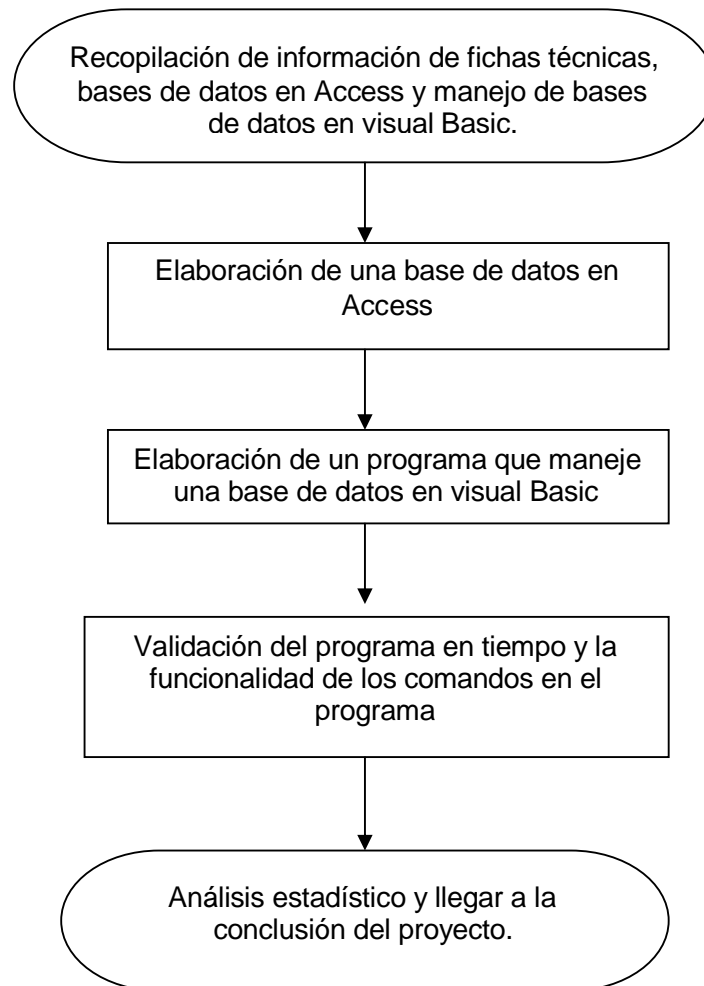 Recopilación de información de fichas técnicas,
bases de datos en Access y manejo de bases
de datos en visual Basic.
Elaboración de una base de datos en
Access
Elaboración de un programa que maneje
una base de datos en visual Basic
Validación del programa en tiempo y la
funcionalidad de los comandos en el
programa
Análisis estadístico y llegar a la
conclusión del proyecto.